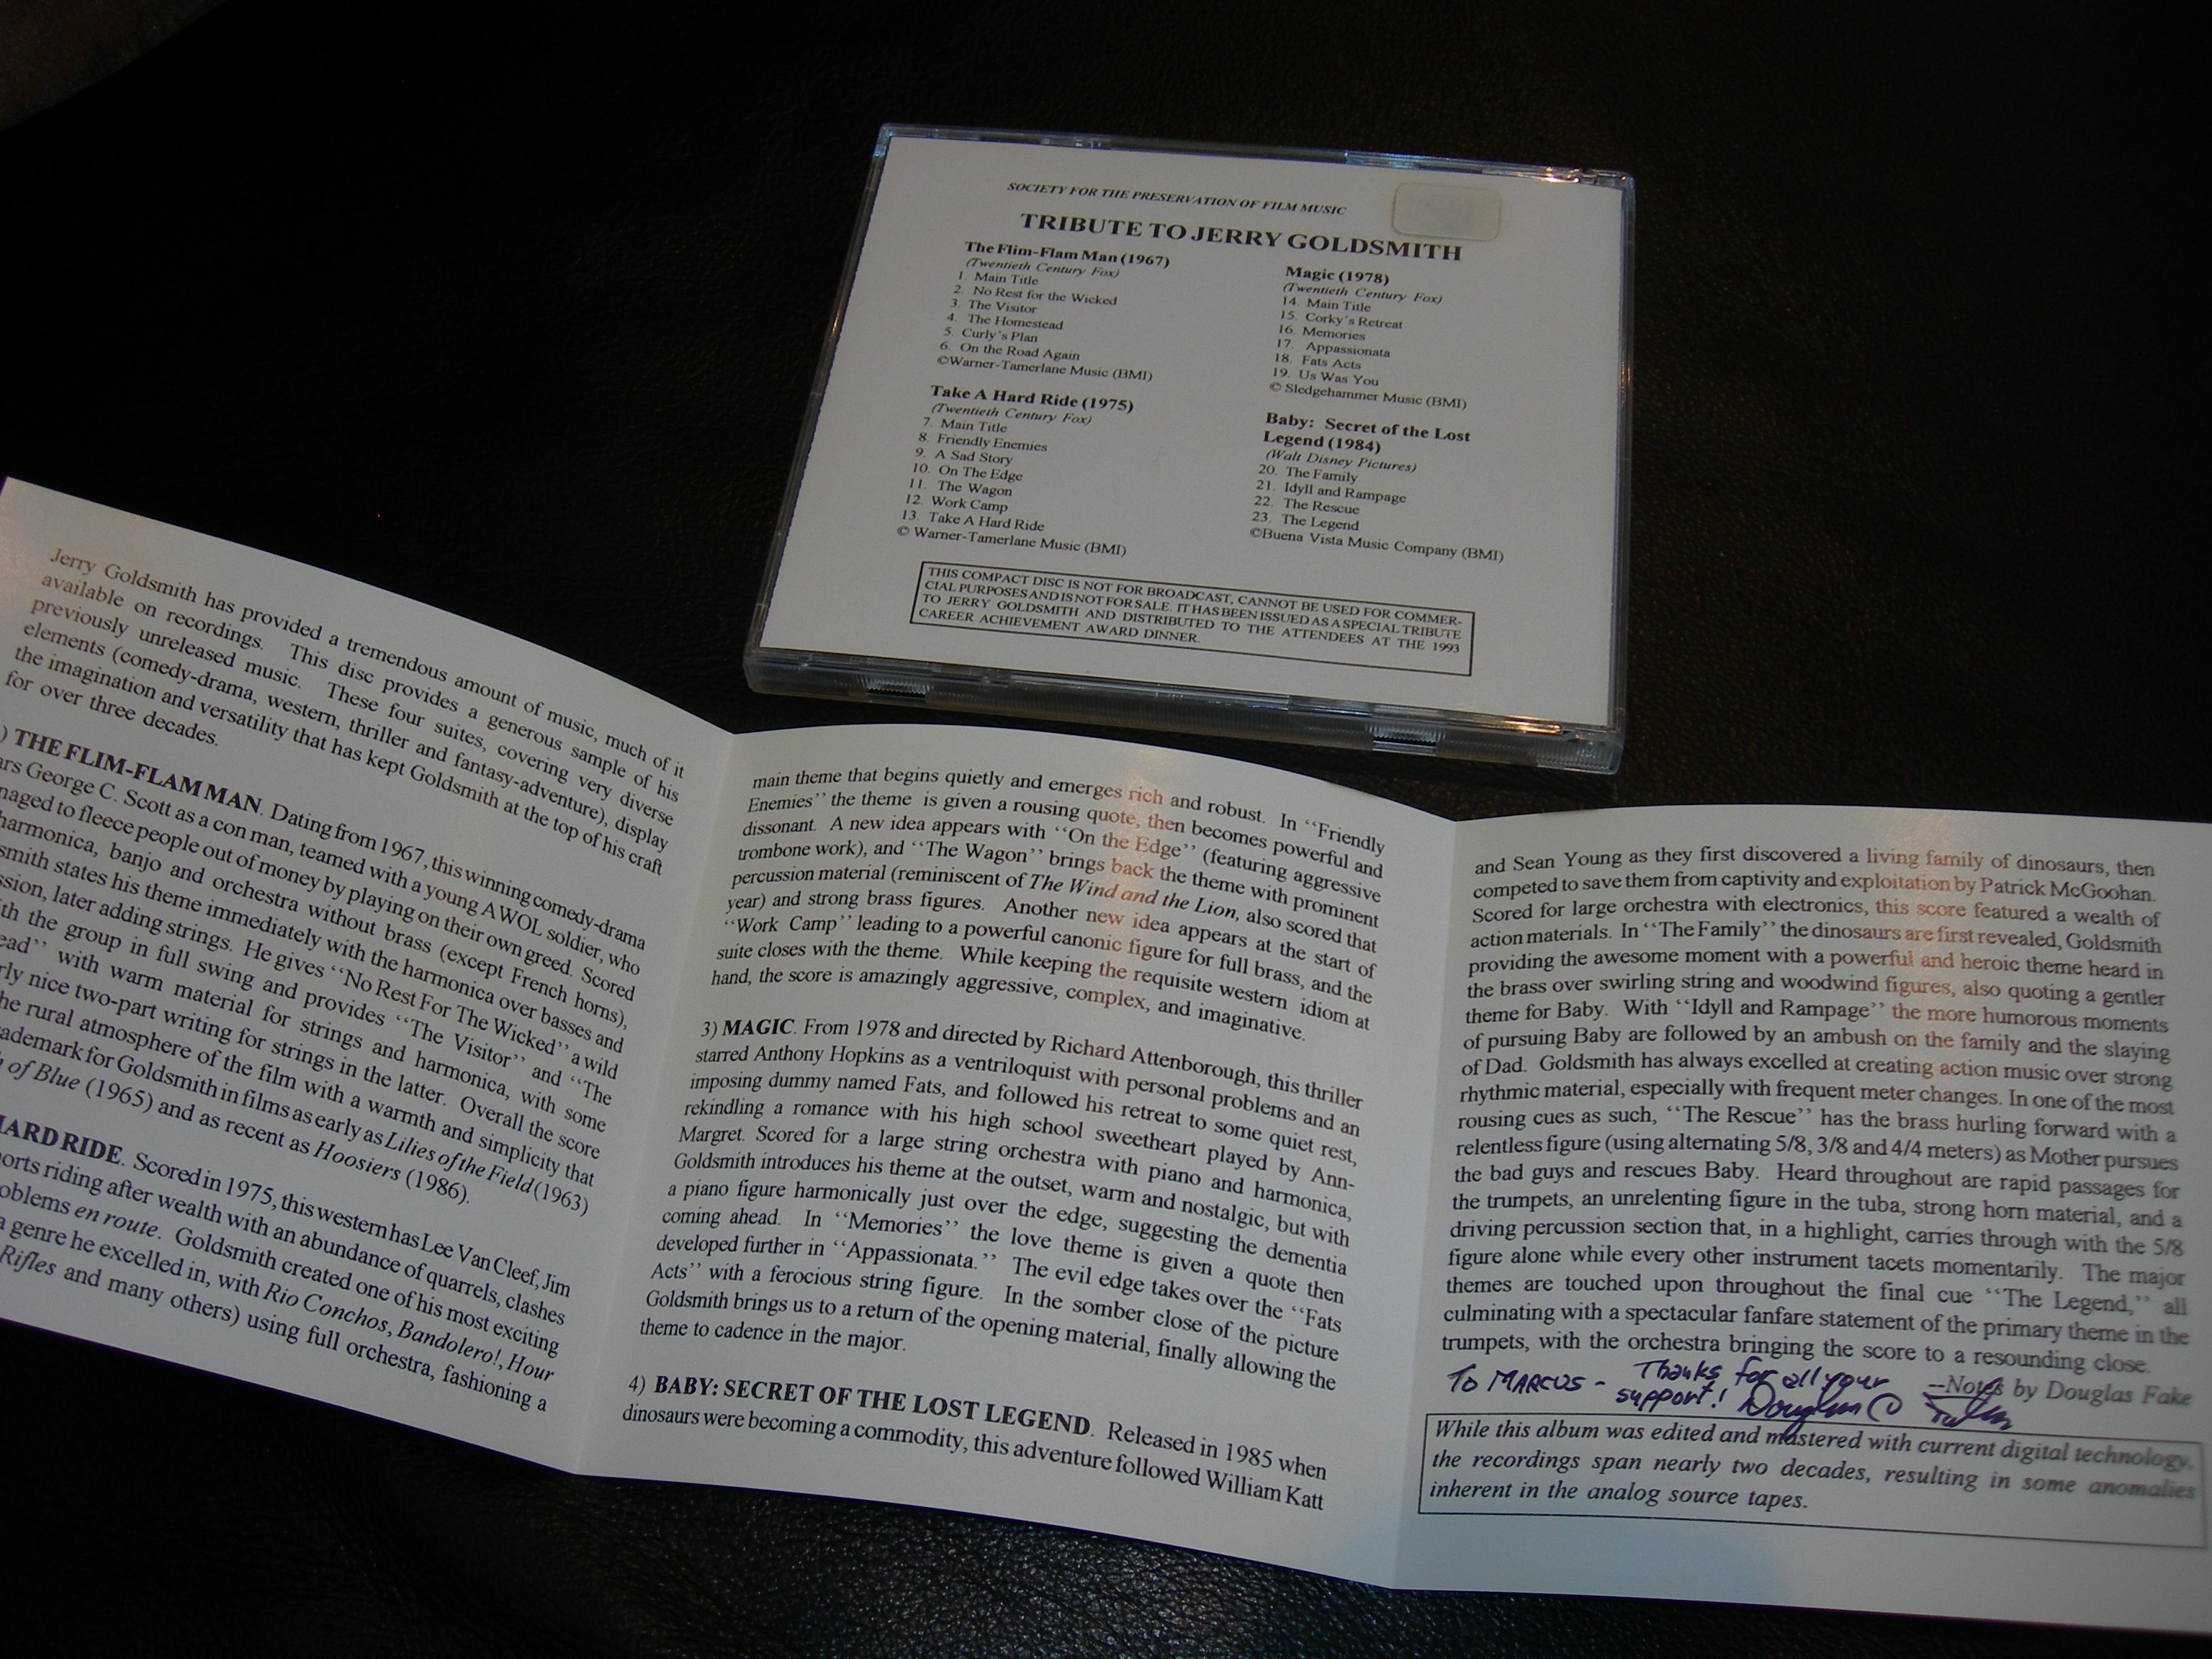 SOCIETY FOR THE PRESERVATION OF FILM MUSIC
TRIBUTE TO JERRY GOLDSMITH
The Flim-Flam Man (1967)
(Twentieth Century Fox)
1. Main Title
2. No Rest for the Wicked
3. The Visitor
4. The Homestead
5. Curly's Plan
6. On the Road Again
©Warner-Tamerlane Music (BMI)
Take A Hard Ride (1975)
(Twentieth Century Fox)
7. Main Title
8. Friendly Enemies
9. A Sad Story
10. On The Edge
11. The Wagon
12. Work Camp
13. Take A Hard Ride
© Warner-Tamerlane Music (BMI)
Magic (1978)
(Twentieth Century Fox)
14. Main Title
15. Corky's Retreat
16. Memories
17. Appassionata
18. Fats Acts
19. Us Was You
© Sledgehammer Music (BMI)
Baby: Secret of the Lost
Legend (1984)
(Walt Disney Pictures)
20. The Family
21. Idyll and Rampage
22. The Rescue
23. The Legend
©Buena Vista Music Company (BMI)
THIS COMPACT DISC IS NOT FOR BROADCAST, CANNOT BE USED FOR COMMER-
CIAL PURPOSES AND IS NOT FOR SALE. IT HAS BEEN ISSUED AS A SPECIAL TRIBUTE
TO JERRY GOLDSMITH AND DISTRIBUTED TO THE ATTENDEES AT THE 1993
CAREER ACHIEVEMENT AWARD DINNER.
Jerry Goldsmith has provided a tremendous amount of music, much of it
available on recordings. This disc provides a generous sample of his
previously unreleased music. These four suites, covering very diverse
elements (comedy-drama, western, thriller and fantasy-adventure), display
the imagination and versatility that has kept Goldsmith at the top of his craft
for over three decades.
) THE FLIM-FLAM MAN. Dating from 1967, this winning comedy-drama
ars George C. Scott as a con man, teamed with a young AWOL soldier, who
naged to fleece people out of money by playing on their own greed. Scored
harmonica, banjo and orchestra without brass (except French horns),
smith states his theme immediately with the harmonica over basses and
ssion, later adding strings. He gives ‘‘No Rest For The Wicked’’ a wild
ith the group in full swing and provides ‘‘The Visitor’’ and ‘‘The
ead’’ with warm material for strings and harmonica, with some
rly nice two-part writing for strings in the latter. Overall the score
he rural atmosphere of the film with a warmth and simplicity that
ademark for Goldsmith in films as early as Lilies of the Field (1963)
h of Blue (1965) and as recent as Hoosiers (1986).
HARD RIDE. Scored in 1975, this western has Lee Van Cleef, Jim
orts riding after wealth with an abundance of quarrels, clashes
oblems en route. Goldsmith created one of his most exciting
a genre he excelled in, with Rio Conchos, Bandolero!, Hour
Rifles and many others) using full orchestra, fashioning a
main theme that begins quietly and emerges rich and robust. In ‘‘Friendly
Enemies’’ the theme is given a rousing quote, then becomes powerful and
dissonant. A new idea appears with ‘‘On the Edge’’ (featuring aggressive
trombone work), and ‘‘The Wagon’’ brings back the theme with prominent
percussion material (reminiscent of The Wind and the Lion, also scored that
year) and strong brass figures. Another new idea appears at the start of
‘‘Work Camp’’ leading to a powerful canonic figure for full brass, and the
suite closes with the theme. While keeping the requisite western idiom at
hand, the score is amazingly aggressive, complex, and imaginative.
3) MAGIC. From 1978 and directed by Richard Attenborough, this thriller
starred Anthony Hopkins as a ventriloquist with personal problems and an
imposing dummy named Fats, and followed his retreat to some quiet rest,
rekindling a romance with his high school sweetheart played by Ann-
Margret. Scored for a large string orchestra with piano and harmonica,
Goldsmith introduces his theme at the outset, warm and nostalgic, but with
a piano figure harmonically just over the edge, suggesting the dementia
coming ahead. In ‘‘Memories’’ the love theme is given a quote then
developed further in ‘‘Appassionata.’’ The evil edge takes over the ‘‘Fats
Acts’’ with a ferocious string figure. In the somber close of the picture
Goldsmith brings us to a return of the opening material, finally allowing the
theme to cadence in the major.
4) BABY: SECRET OF THE LOST LEGEND. Released in 1985 when
dinosaurs were becoming a commodity, this adventure followed William Katt
and Sean Young as they first discovered a living family of dinosaurs, then
competed to save them from captivity and exploitation by Patrick McGoohan.
Scored for large orchestra with electronics, this score featured a wealth of
action materials. In ‘‘The Family’’ the dinosaurs are first revealed, Goldsmith
providing the awesome moment with a powerful and heroic theme heard in
the brass over swirling string and woodwind figures, also quoting a gentler
theme for Baby. With ‘‘Idyll and Rampage’’ the more humorous moments
of pursuing Baby are followed by an ambush on the family and the slaying
of Dad. Goldsmith has always excelled at creating action music over strong
rhythmic material, especially with frequent meter changes. In one of the most
rousing cues as such, ‘‘The Rescue’’ has the brass hurling forward with a
relentless figure (using alternating 5/8, 3/8 and 4/4 meters) as Mother pursues
the bad guys and rescues Baby. Heard throughout are rapid passages for
the trumpets, an unrelenting figure in the tuba, strong horn material, and a
driving percussion section that, in a highlight, carries through with the 5/8
figure alone while every other instrument tacets momentarily. The major
themes are touched upon throughout the final cue ‘‘The Legend,’’ all
culminating with a spectacular fanfare statement of the primary theme in the
trumpets, with the orchestra bringing the score to a resounding close.
--Notes by Douglas Fake
To MARCUS - Thanks for all your
support! Douglas Fake
While this album was edited and mastered with current digital technology,
the recordings span nearly two decades, resulting in some anomalies
inherent in the analog source tapes.